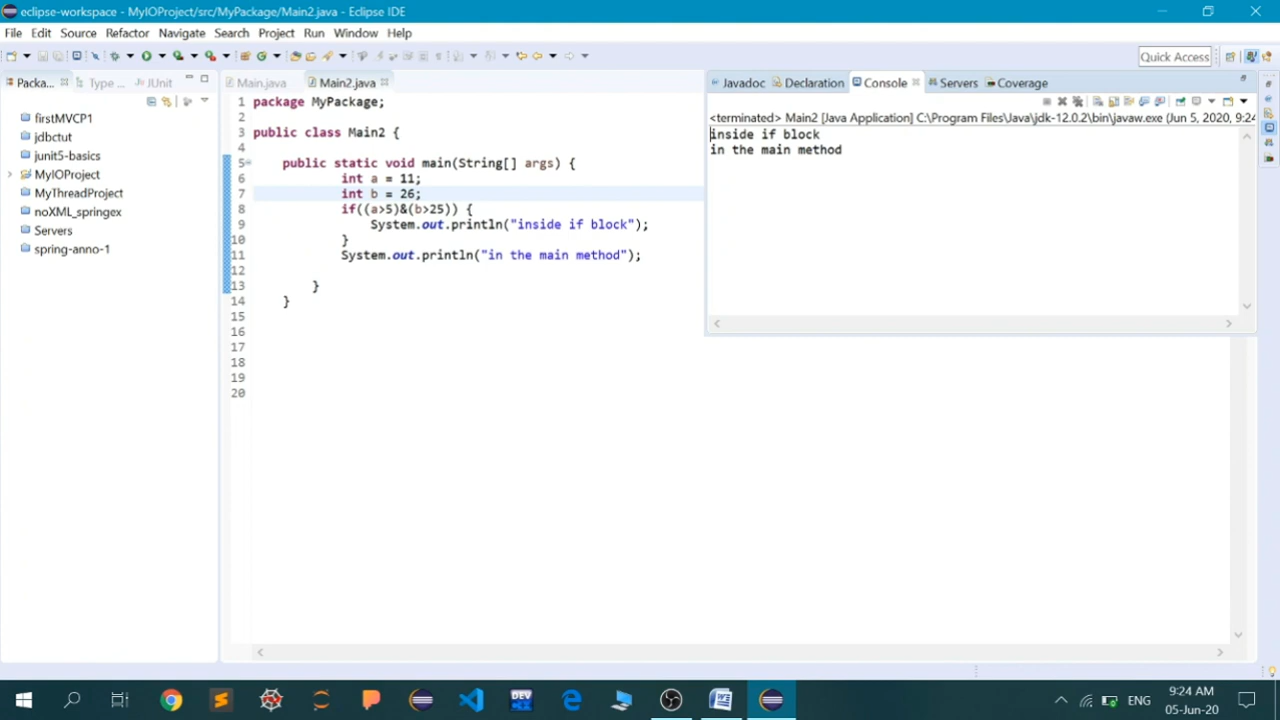 eclipse-workspace - MyIOProject/src/MyPackage/Main2.java - Eclipse IDE
File Edit Source Refactor Navigate Search Project Run Window Help
Quick Access
Packa... Type ... JUnit
firstMVCP1
jdbctut
junit5-basics
MyIOProject
MyThreadProject
noXML_springex
Servers
spring-anno-1
Main.java Main2.java
1 package MyPackage;
2
3 public class Main2 {
4
5 public static void main(String[] args) {
6 int a = 11;
7 int b = 26;
8 if((a>5)&(b>25)) {
9 System.out.println("inside if block");
10 }
11 System.out.println("in the main method");
12
13 }
14 }
15
16
17
18
19
20
Javadoc Declaration Console Servers Coverage
<terminated> Main2 [Java Application] C:\Program Files\Java\jdk-12.0.2\bin\javaw.exe (Jun 5, 2020, 9:24
inside if block
in the main method
DEV
ENG
9:24 AM
05-Jun-20